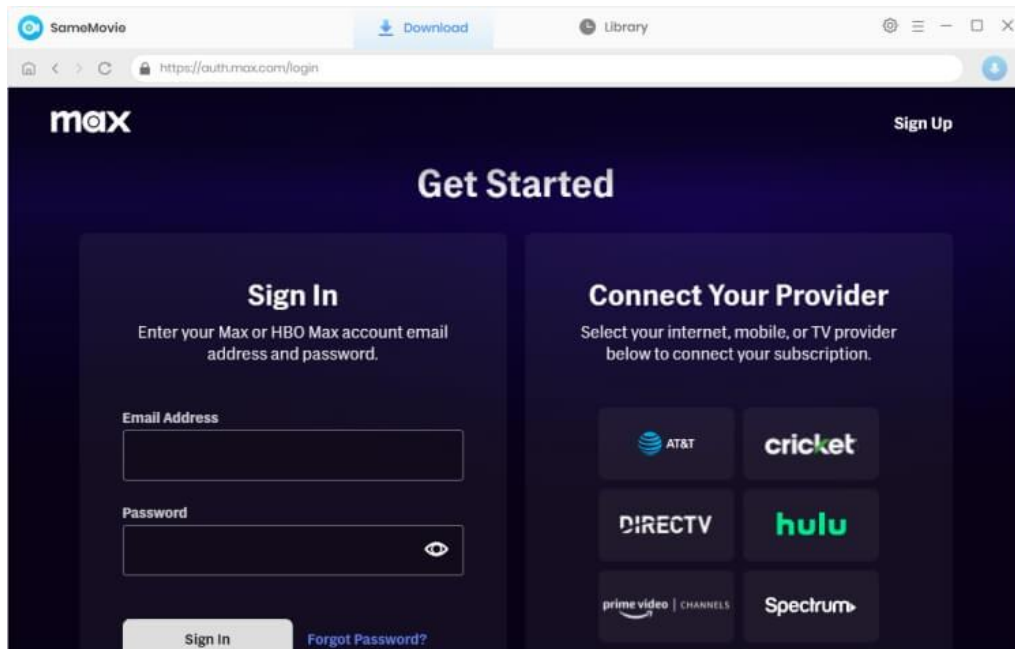 SameMovie
Download
Library
https://auth.max.com/login
max
Sign Up
Get Started
Sign In
Enter your Max or HBO Max account email
address and password.
Email Address
Password
Sign In
Forgot Password?
Connect Your Provider
Select your internet, mobile, or TV provider
below to connect your subscription.
AT&T
cricket
DIRECTV
hulu
prime video | CHANNELS
Spectrum